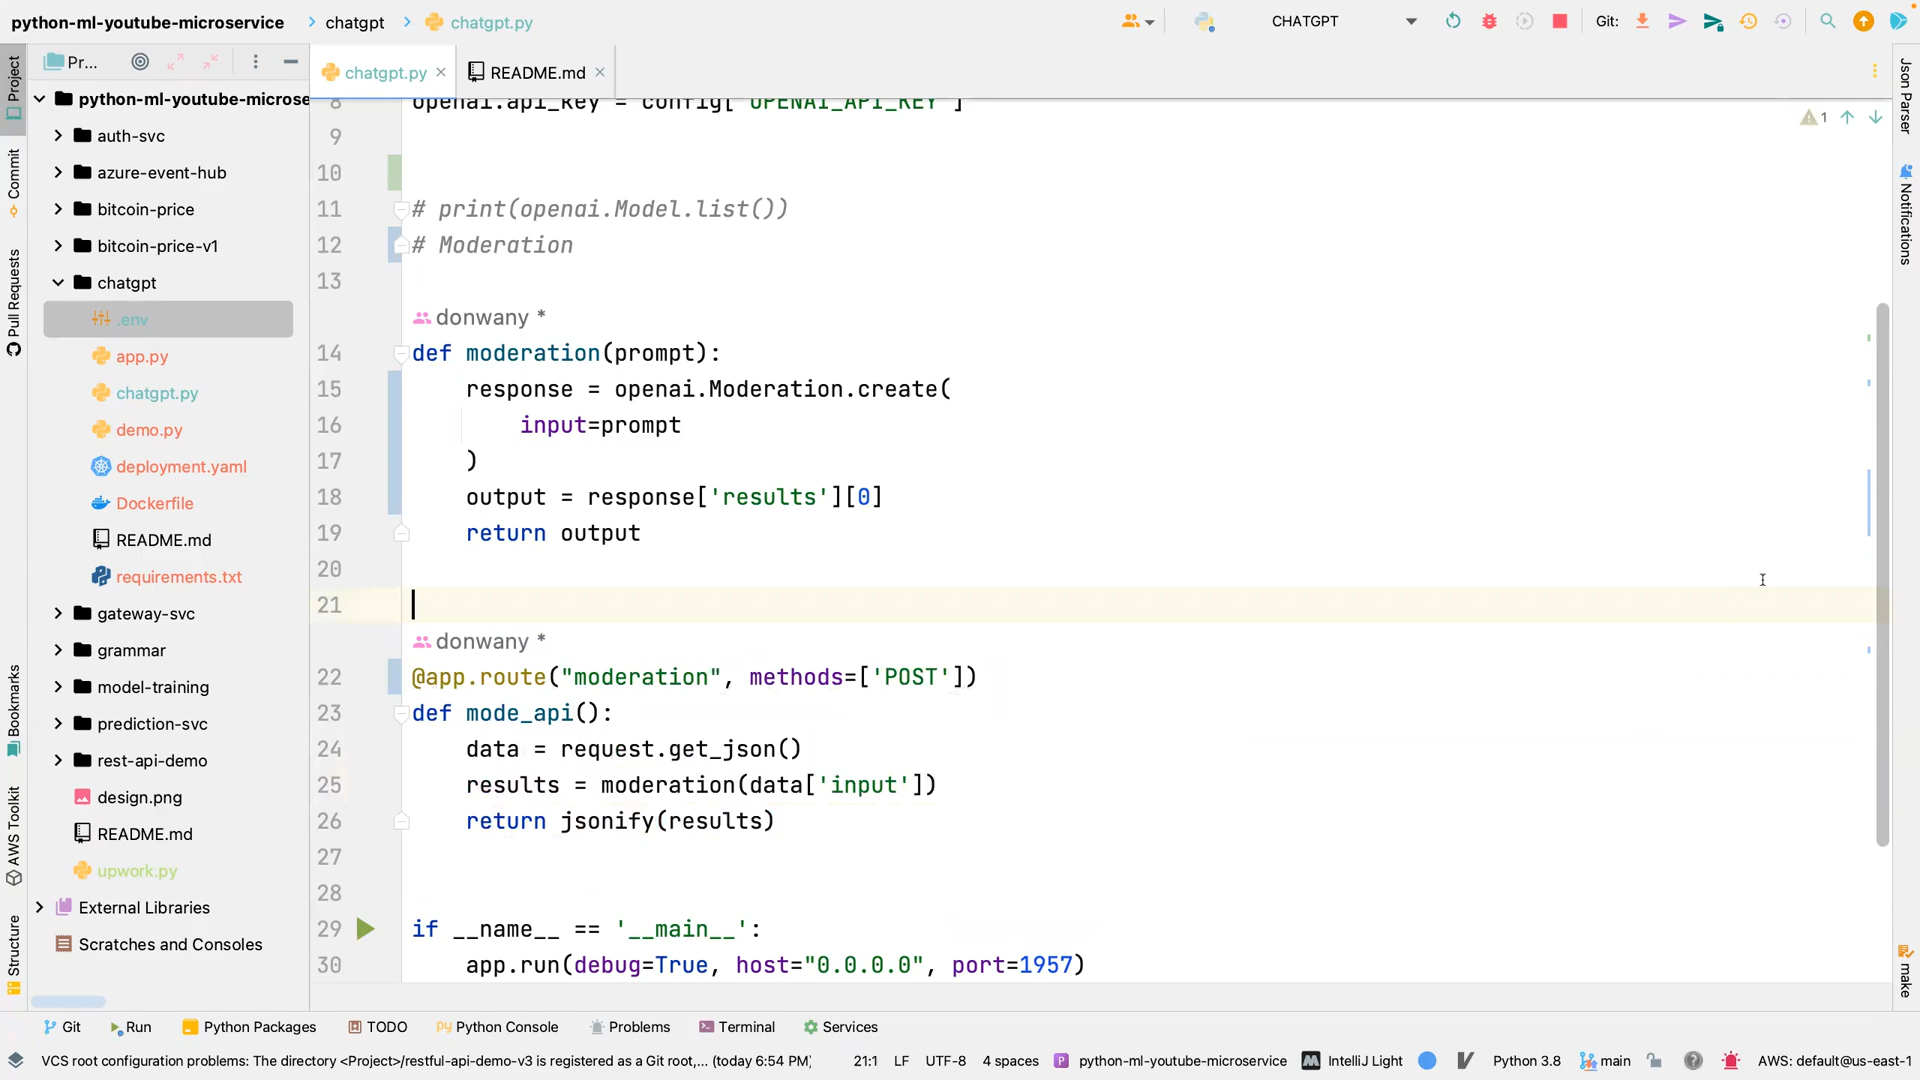 python-ml-youtube-microservice > chatgpt > chatgpt.py
CHATGPT
Git:
Pr...
chatgpt.py
README.md
Project
Commit
Pull Requests
Bookmarks
AWS Toolkit
Structure
python-ml-youtube-microse
auth-svc
azure-event-hub
bitcoin-price
bitcoin-price-v1
chatgpt
.env
app.py
chatgpt.py
demo.py
deployment.yaml
Dockerfile
README.md
requirements.txt
gateway-svc
grammar
model-training
prediction-svc
rest-api-demo
design.png
README.md
upwork.py
External Libraries
Scratches and Consoles
8 openai.api_key = config["OPENAI_API_KEY"]
9
10
11 # print(openai.Model.list())
12 # Moderation
13
donwany *
14 def moderation(prompt):
15 response = openai.Moderation.create(
16 input=prompt
17 )
18 output = response['results'][0]
19 return output
20
21
donwany *
22 @app.route("moderation", methods=['POST'])
23 def mode_api():
24 data = request.get_json()
25 results = moderation(data['input'])
26 return jsonify(results)
27
28
29 if __name__ == '__main__':
30 app.run(debug=True, host="0.0.0.0", port=1957)
1
Json Parser
Notifications
make
Git
Run
Python Packages
TODO
Python Console
Problems
Terminal
Services
VCS root configuration problems: The directory <Project>/restful-api-demo-v3 is registered as a Git root,... (today 6:54 PM)
21:1
LF
UTF-8
4 spaces
python-ml-youtube-microservice
IntelliJ Light
Python 3.8
main
AWS: default@us-east-1